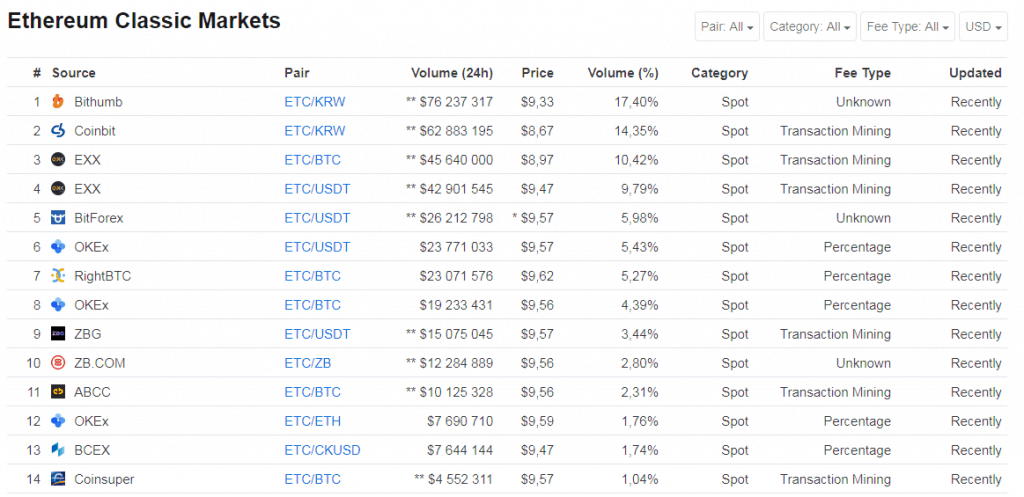 Ethereum Classic Markets
Pair: All Category: All Fee Type: All USD
# Source Pair Volume (24h) Price Volume (%) Category Fee Type Updated
1 Bithumb ETC/KRW ** $76 237 317 $9,33 17,40% Spot Unknown Recently
2 Coinbit ETC/KRW ** $62 883 195 $8,67 14,35% Spot Transaction Mining Recently
3 EXX ETC/BTC ** $45 640 000 $8,97 10,42% Spot Transaction Mining Recently
4 EXX ETC/USDT ** $42 901 545 $9,47 9,79% Spot Transaction Mining Recently
5 BitForex ETC/USDT ** $26 212 798 * $9,57 5,98% Spot Unknown Recently
6 OKEx ETC/USDT $23 771 033 $9,57 5,43% Spot Percentage Recently
7 RightBTC ETC/BTC $23 071 576 $9,62 5,27% Spot Percentage Recently
8 OKEx ETC/BTC $19 233 431 $9,56 4,39% Spot Percentage Recently
9 ZBG ETC/USDT ** $15 075 045 $9,57 3,44% Spot Transaction Mining Recently
10 ZB.COM ETC/ZB ** $12 284 889 $9,56 2,80% Spot Unknown Recently
11 ABCC ETC/BTC ** $10 125 328 $9,56 2,31% Spot Transaction Mining Recently
12 OKEx ETC/ETH $7 690 710 $9,59 1,76% Spot Percentage Recently
13 BCEX ETC/CKUSD $7 644 144 $9,47 1,74% Spot Percentage Recently
14 Coinsuper ETC/BTC ** $4 552 311 $9,57 1,04% Spot Transaction Mining Recently